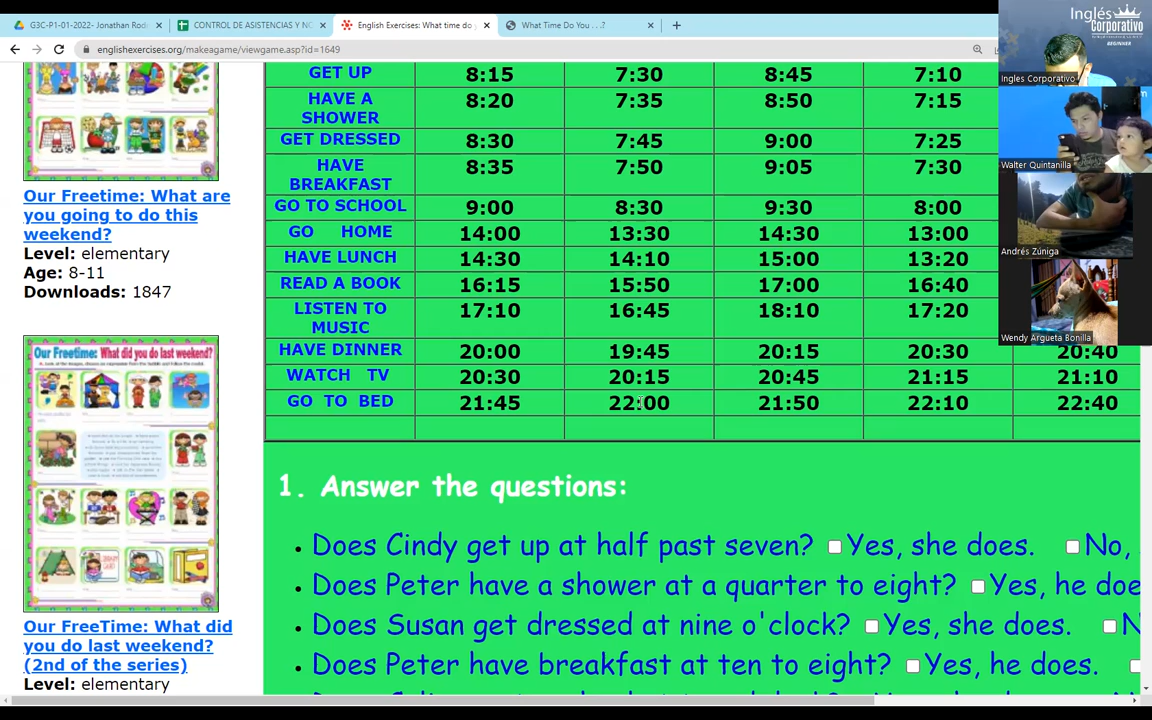 G3C-P1-01-2022- Jonathan Rod
CONTROL DE ASISTENCIAS Y NO
English Exercises: What time do y
What Time Do You . . .?
englishexercises.org/makeagame/viewgame.asp?id=1649
Inglés
Corporativo
BEGINNER
Ingles Corporativo
Walter Quintanilla
Andrés Zúniga
Wendy Argueta Bonilla
Our Freetime: What are
you going to do this
weekend?
Level: elementary
Age: 8-11
Downloads: 1847
Our Freetime: What did you do last weekend?
Our FreeTime: What did
you do last weekend?
(2nd of the series)
Level: elementary
GET UP 8:15 7:30 8:45 7:10
HAVE A SHOWER 8:20 7:35 8:50 7:15
GET DRESSED 8:30 7:45 9:00 7:25
HAVE BREAKFAST 8:35 7:50 9:05 7:30
GO TO SCHOOL 9:00 8:30 9:30 8:00
GO HOME 14:00 13:30 14:30 13:00
HAVE LUNCH 14:30 14:10 15:00 13:20
READ A BOOK 16:15 15:50 17:00 16:40
LISTEN TO MUSIC 17:10 16:45 18:10 17:20
HAVE DINNER 20:00 19:45 20:15 20:30 20:40
WATCH TV 20:30 20:15 20:45 21:15 21:10
GO TO BED 21:45 22:00 21:50 22:10 22:40
1. Answer the questions:
Does Cindy get up at half past seven? Yes, she does. No,
Does Peter have a shower at a quarter to eight? Yes, he doe
Does Susan get dressed at nine o'clock? Yes, she does. N
Does Peter have breakfast at ten to eight? Yes, he does.